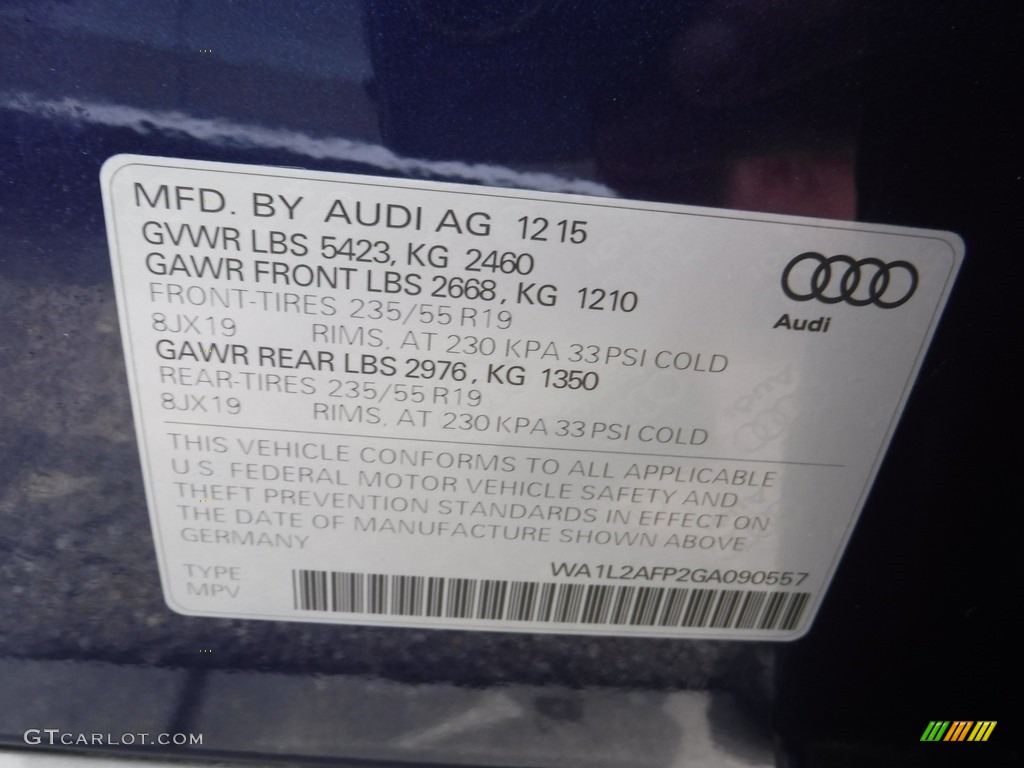 MFD. BY AUDI AG 12 15
GVWR LBS 5423, KG 2460
GAWR FRONT LBS 2668, KG 1210
FRONT-TIRES 235/55 R19
8JX19 RIMS, AT 230 KPA 33 PSI COLD
GAWR REAR LBS 2976, KG 1350
REAR-TIRES 235/55 R19
8JX19 RIMS, AT 230 KPA 33 PSI COLD
Audi
THIS VEHICLE CONFORMS TO ALL APPLICABLE
U.S. FEDERAL MOTOR VEHICLE SAFETY AND
THEFT PREVENTION STANDARDS IN EFFECT ON
THE DATE OF MANUFACTURE SHOWN ABOVE
GERMANY
WA1L2AFP2GA090557
TYPE
MPV
GTCARLOT.COM